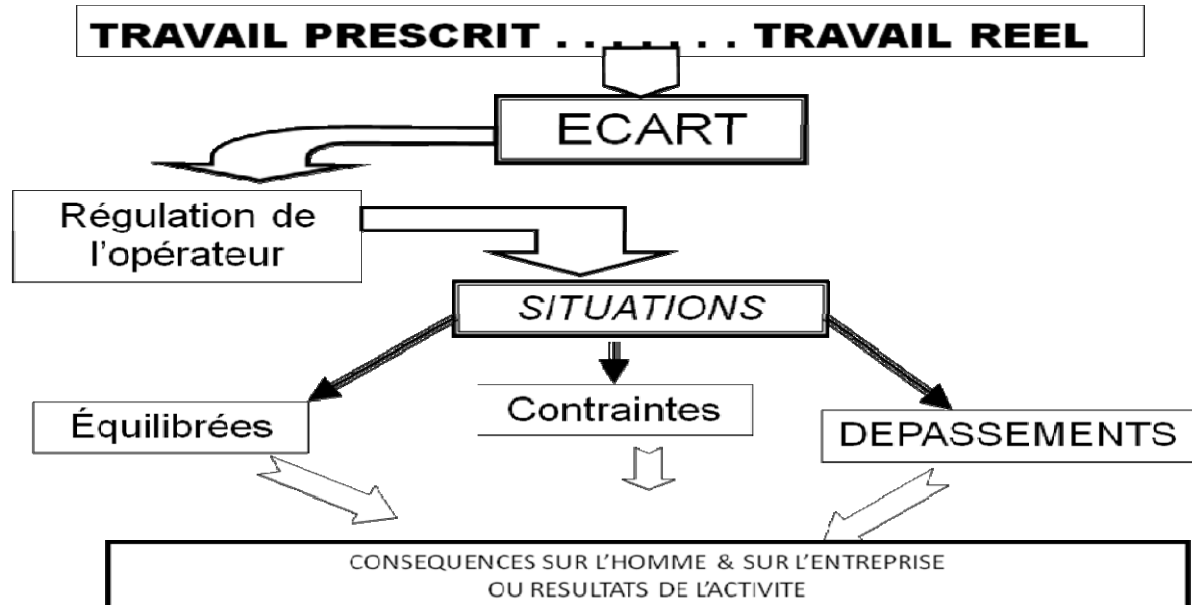 TRAVAIL PRESCRIT . . . . . . . TRAVAIL REEL
ECART
Régulation de
l'opérateur
SITUATIONS
Équilibrées
Contraintes
DEPASSEMENTS
CONSEQUENCES SUR L'HOMME & SUR L'ENTREPRISE
OU RESULTATS DE L'ACTIVITE